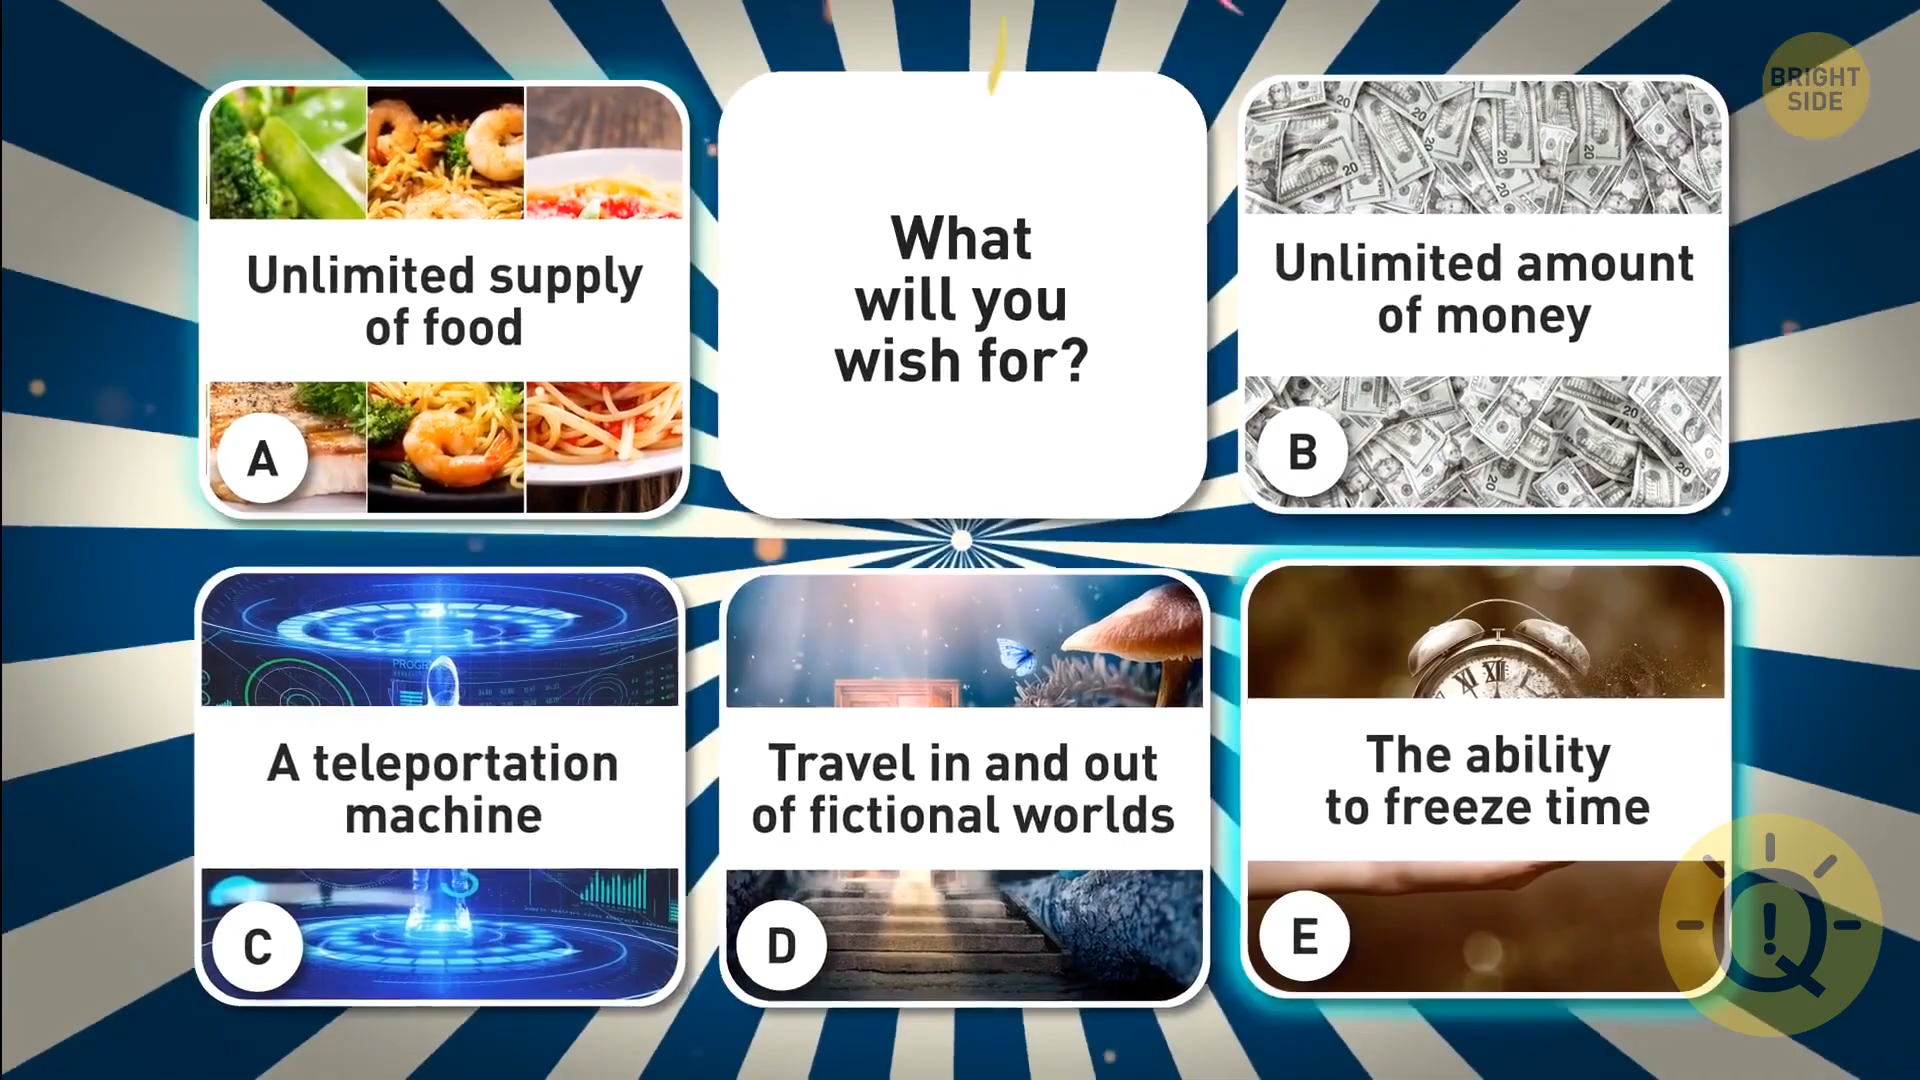 Unlimited supply
of food
A
What
will you
wish for?
Unlimited amount
of money
B
BRIGHT
SIDE
A teleportation
machine
C
Travel in and out
of fictional worlds
D
The ability
to freeze time
E